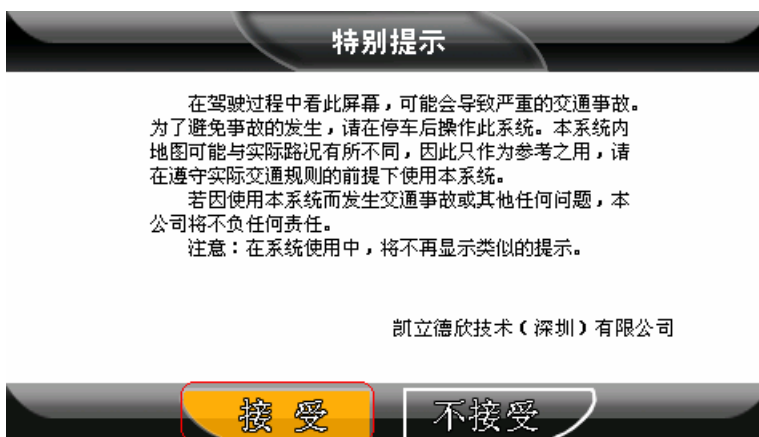 特别提示
在驾驶过程中看此屏幕，可能会导致严重的交通事故。
为了避免事故的发生，请在停车后操作此系统。本系统内
地图可能与实际路况有所不同，因此只作为参考之用，请
在遵守实际交通规则的前提下使用本系统。
若因使用本系统而发生交通事故或其他任何问题，本
公司将不负任何责任。
注意：在系统使用中，将不再显示类似的提示。
凯立德欣技术（深圳）有限公司
接受 不接受